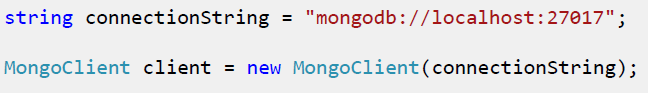 string connectionString = "mongodb://localhost:27017";
MongoClient client = new MongoClient(connectionString);